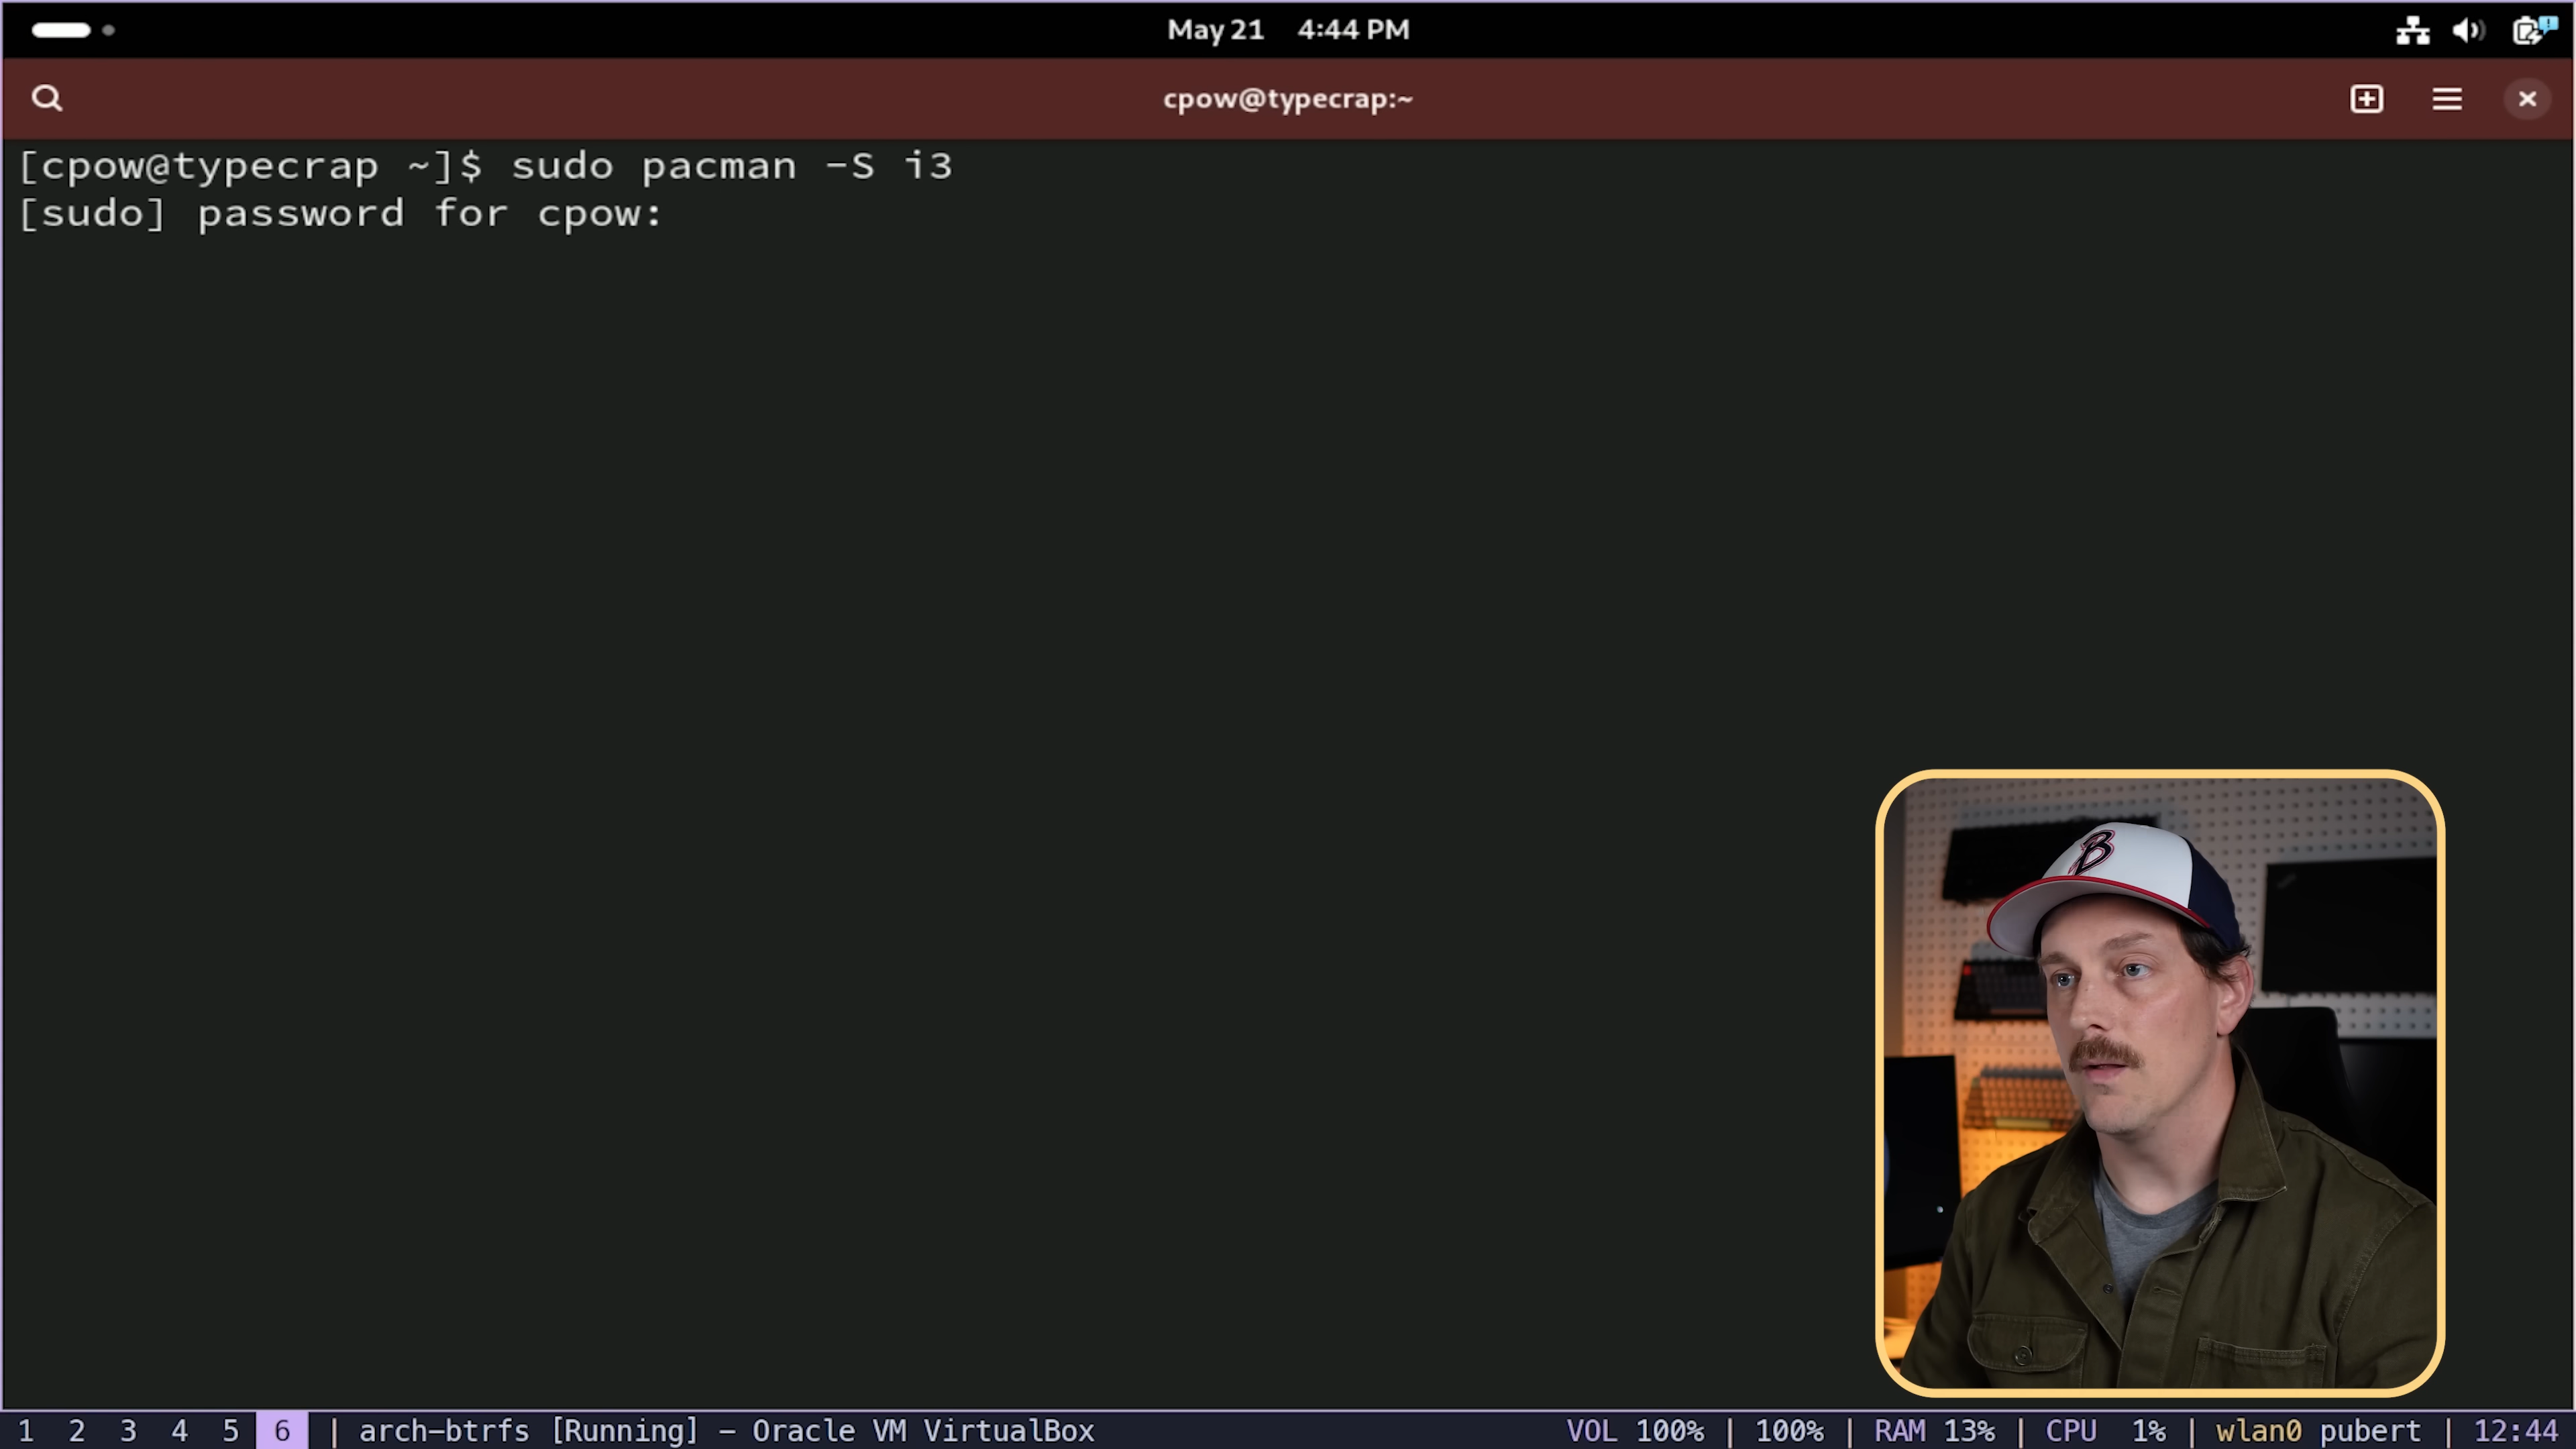 May 21 4:44 PM
cpow@typecrap:~
[cpow@typecrap ~]$ sudo pacman -S i3
[sudo] password for cpow:
B
1 2 3 4 5 6 | arch-btrfs [Running] - Oracle VM VirtualBox VOL 100% | 100% | RAM 13% | CPU 1% | wlan0 pubert | 12:44